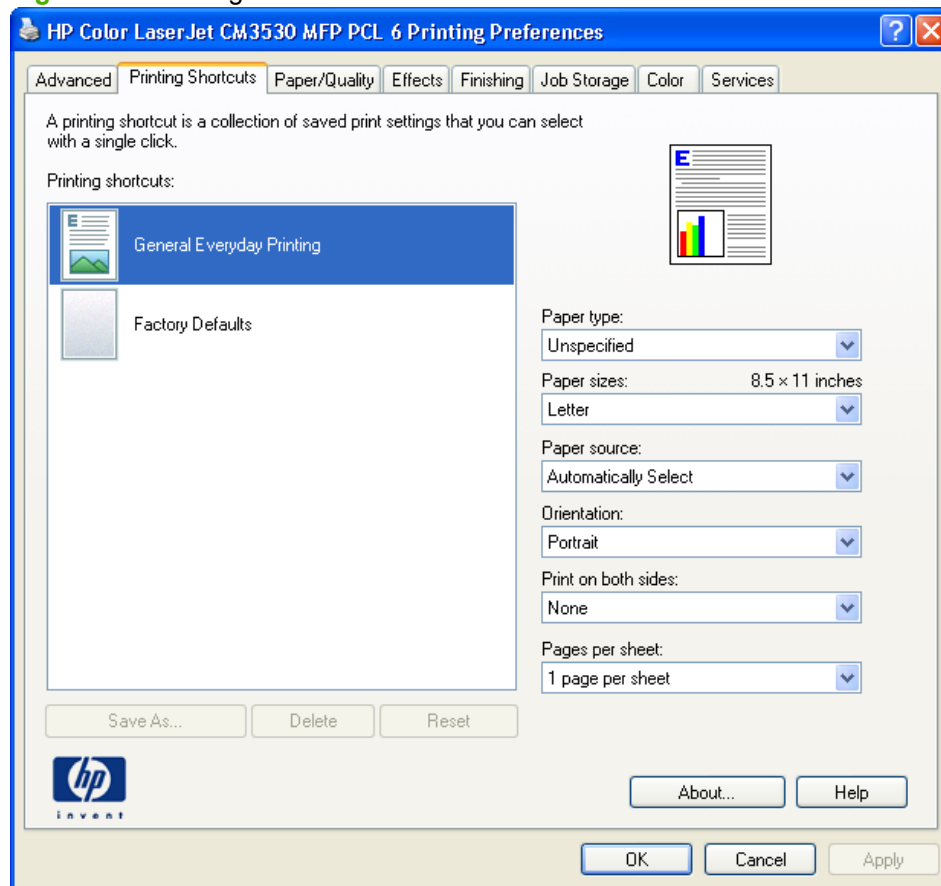 HP Color LaserJet CM3530 MFP PCL 6 Printing Preferences
Advanced Printing Shortcuts Paper/Quality Effects Finishing Job Storage Color Services
A printing shortcut is a collection of saved print settings that you can select
with a single click.
Printing shortcuts:
E
General Everyday Printing
Factory Defaults
E
Paper type:
Unspecified
Paper sizes: 8.5 × 11 inches
Letter
Paper source:
Automatically Select
Orientation:
Portrait
Print on both sides:
None
Pages per sheet:
1 page per sheet
Save As... Delete Reset
hp
invent
About... Help
OK Cancel Apply